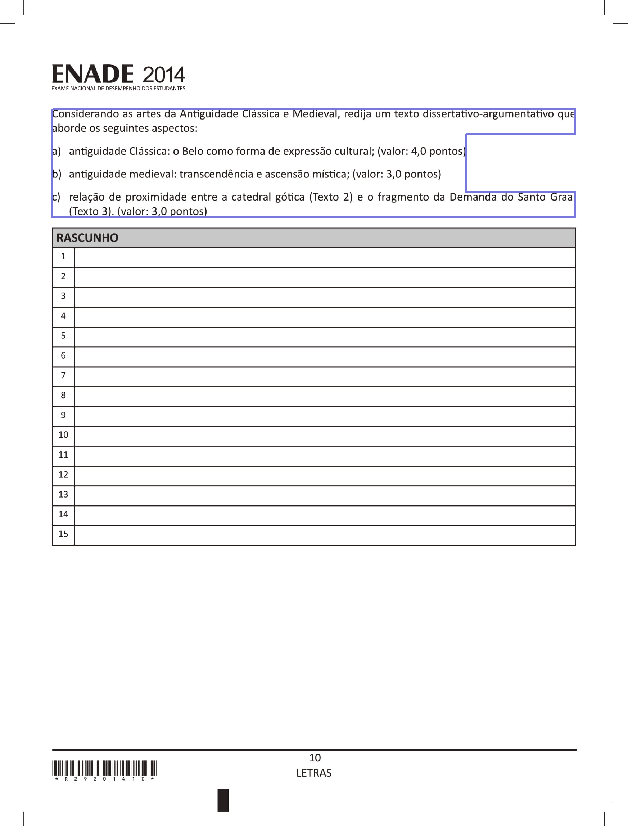 ENADE 2014
EXAME NACIONAL DE DESEMPENHO DOS ESTUDANTES
Considerando as artes da Antiguidade Clássica e Medieval, redija um texto dissertativo-argumentativo que
aborde os seguintes aspectos:
a) antiguidade Clássica: o Belo como forma de expressão cultural; (valor: 4,0 pontos)
b) antiguidade medieval: transcendência e ascensão mística; (valor: 3,0 pontos)
c) relação de proximidade entre a catedral gótica (Texto 2) e o fragmento da Demanda do Santo Graal
(Texto 3). (valor: 3,0 pontos)
RASCUNHO
1
2
3
4
5
6
7
8
9
10
11
12
13
14
15
10
LETRAS
*R29201410*